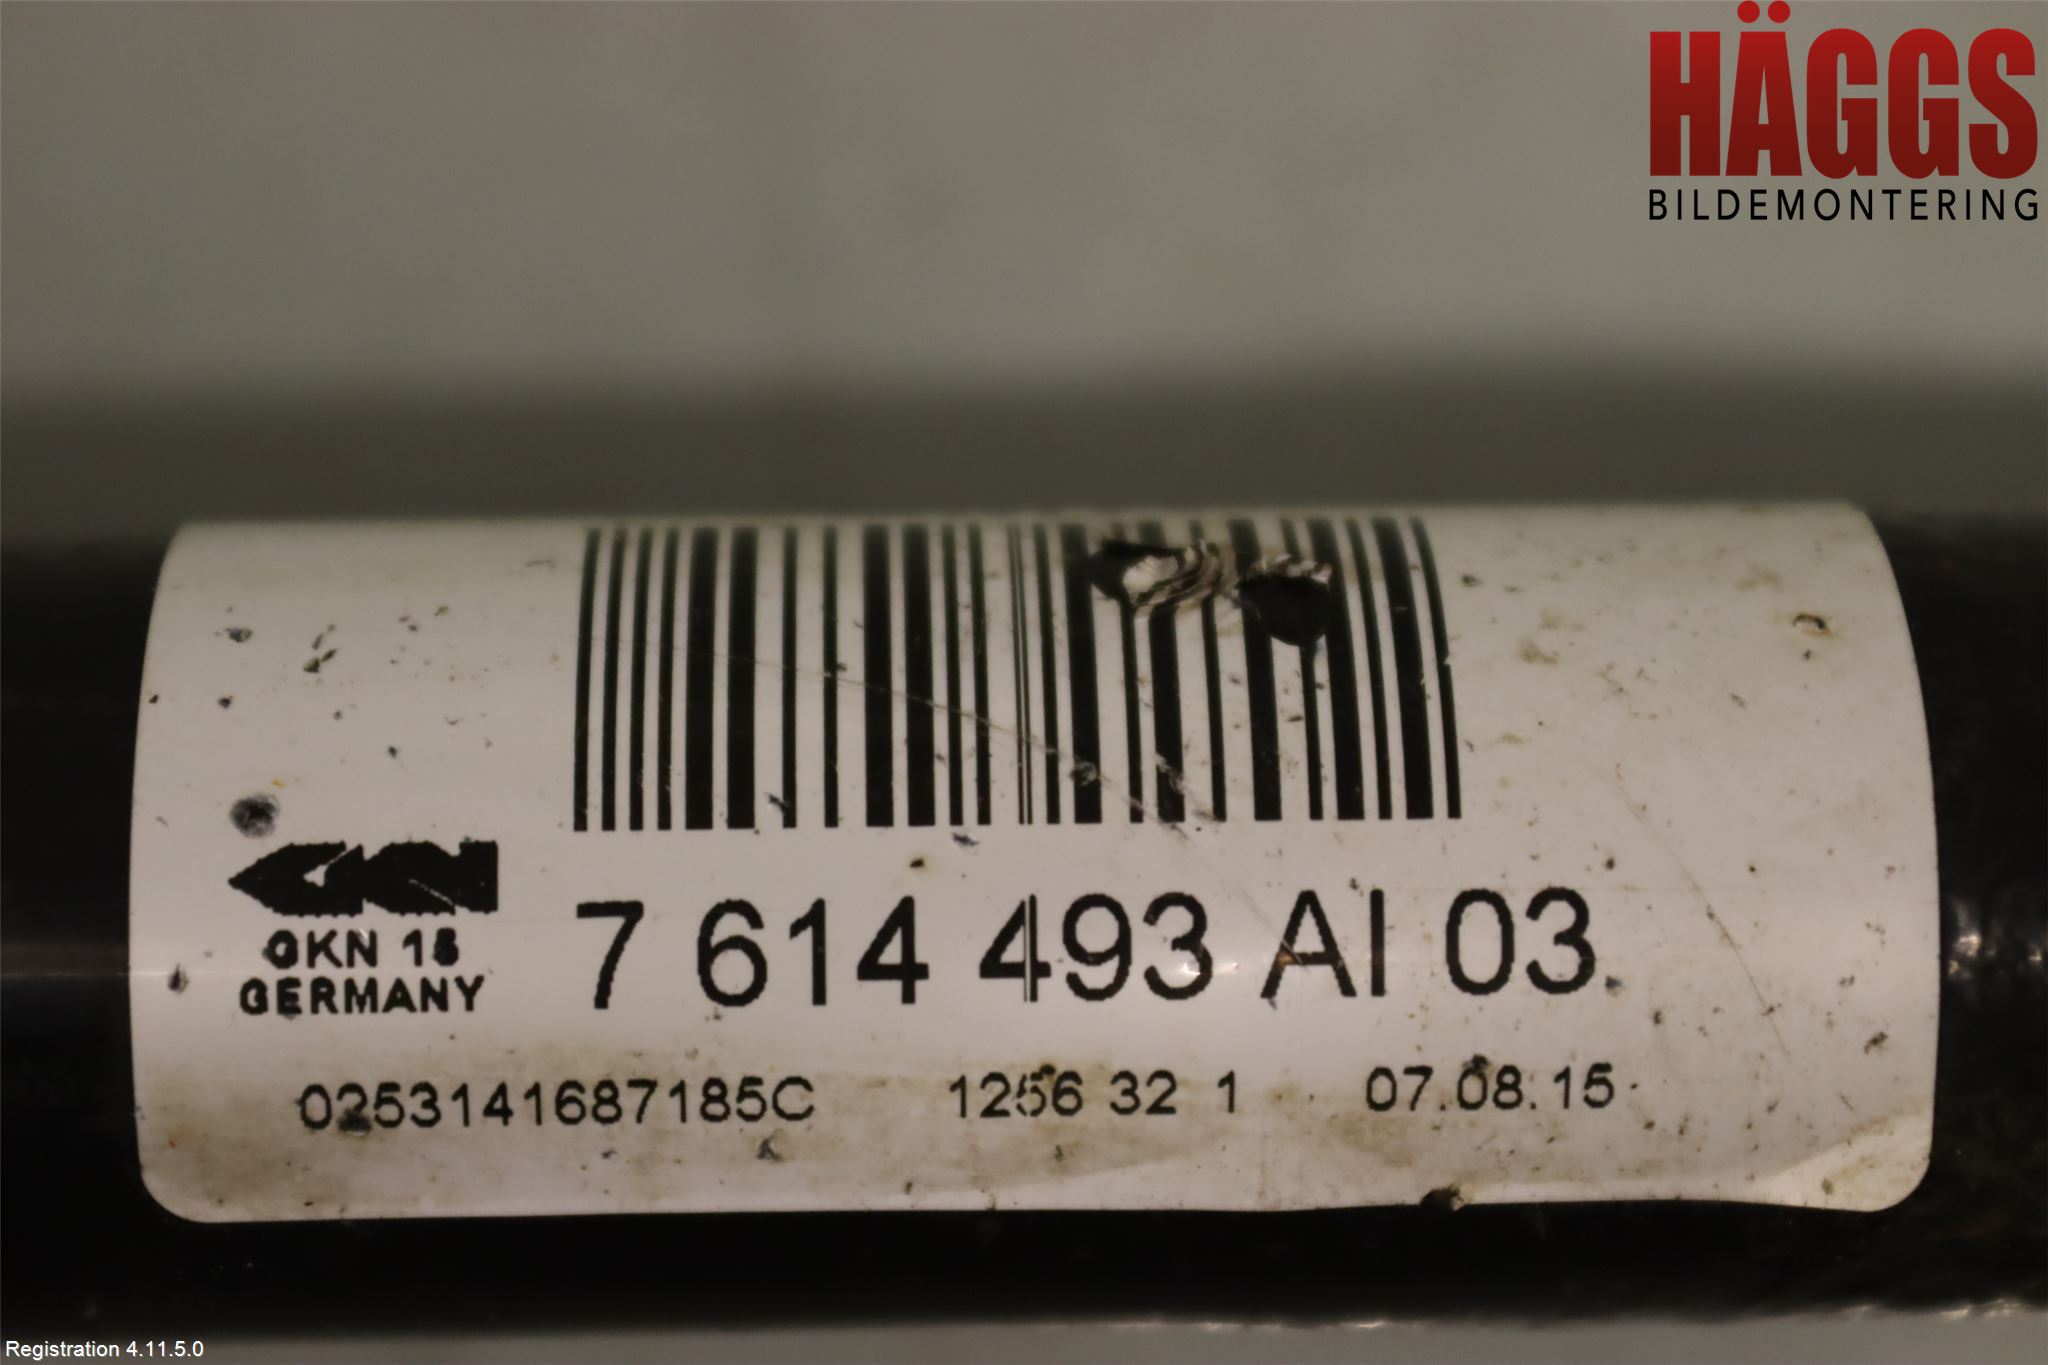 HÄGGS
BILDEMONTERING
GKN 18
GERMANY
7 614 493 AI 03
0253141687185C 1256 32 1 07.08.15
Registration 4.11.5.0